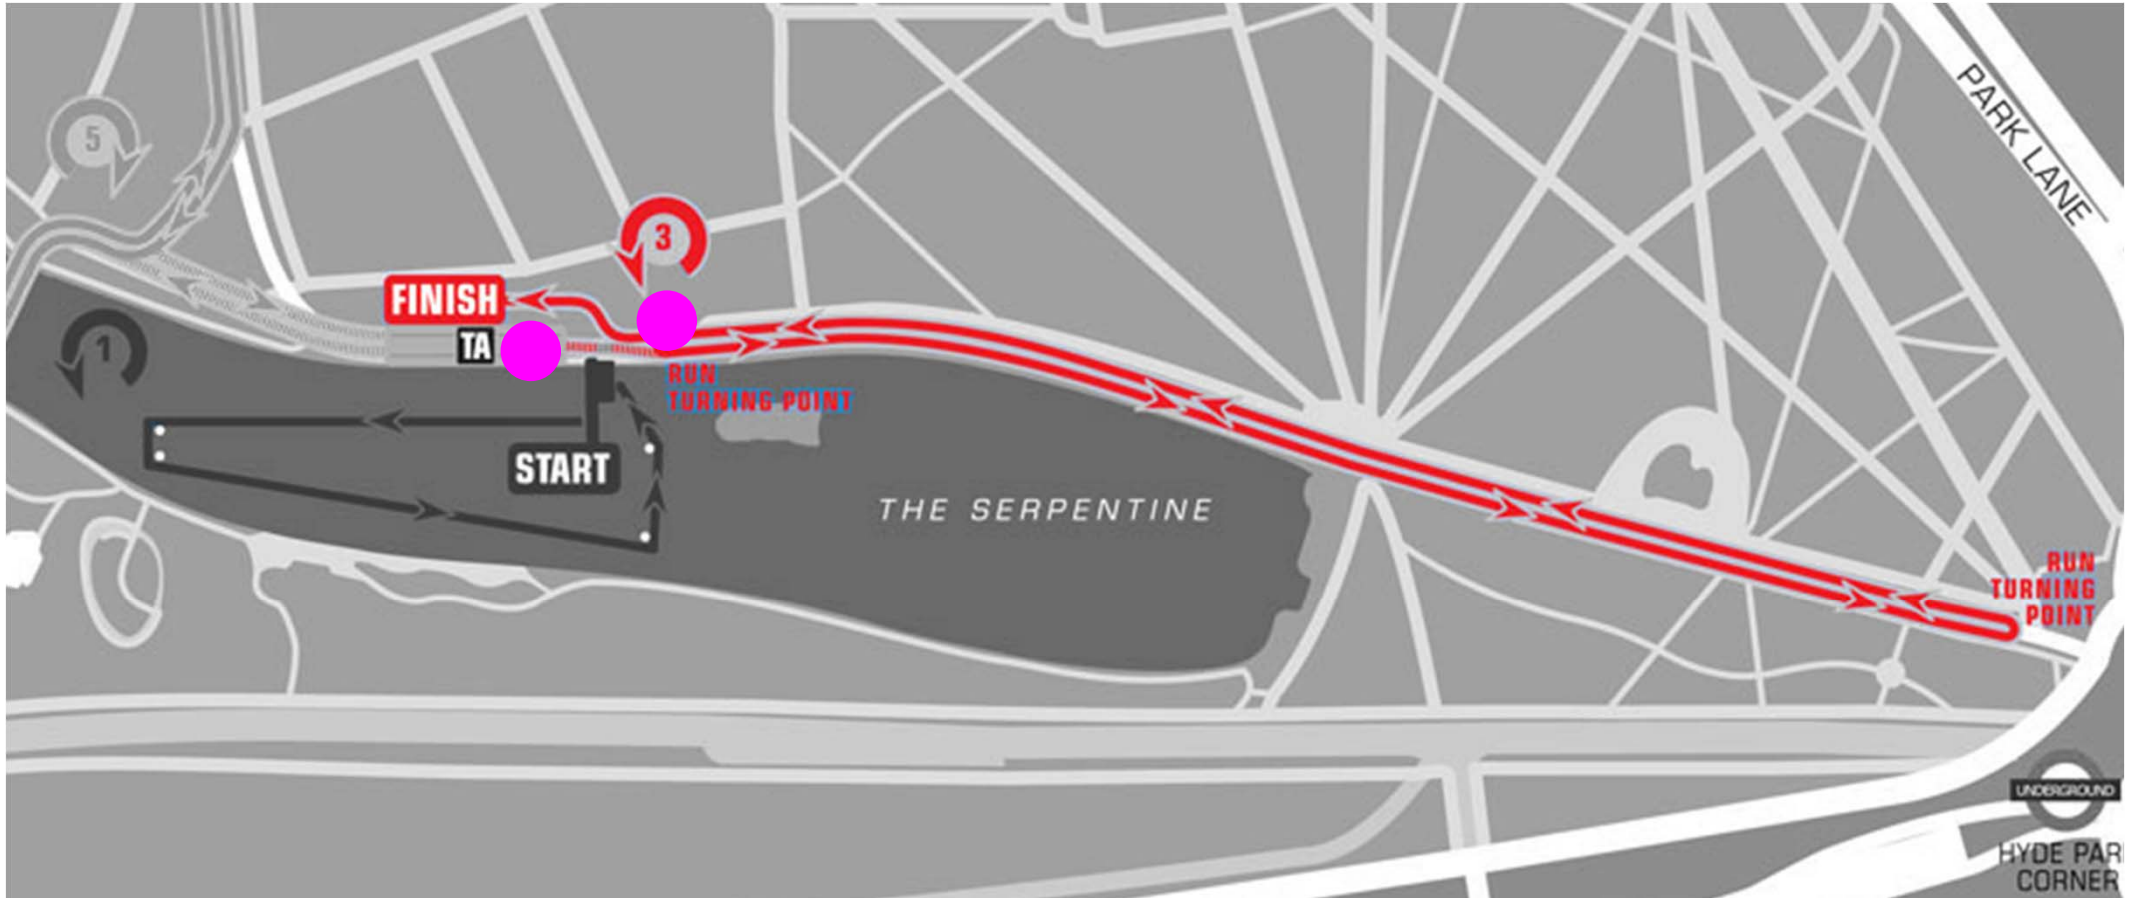 PARK LANE
5
3
FINISH
1
TA
RUN
TURNING POINT
START
THE SERPENTINE
RUN
TURNING
POINT
UNDERGROUND
HYDE PAR
CORNER